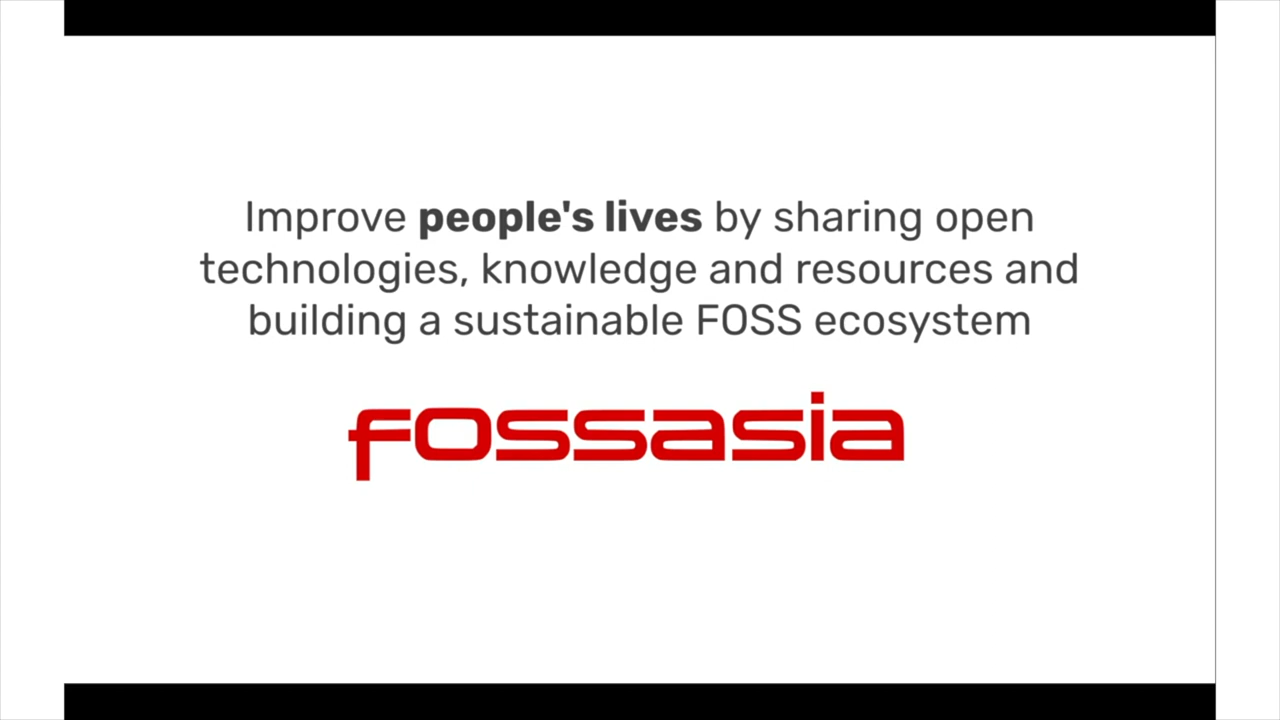 Improve people's lives by sharing open
technologies, knowledge and resources and
building a sustainable FOSS ecosystem
fossasia